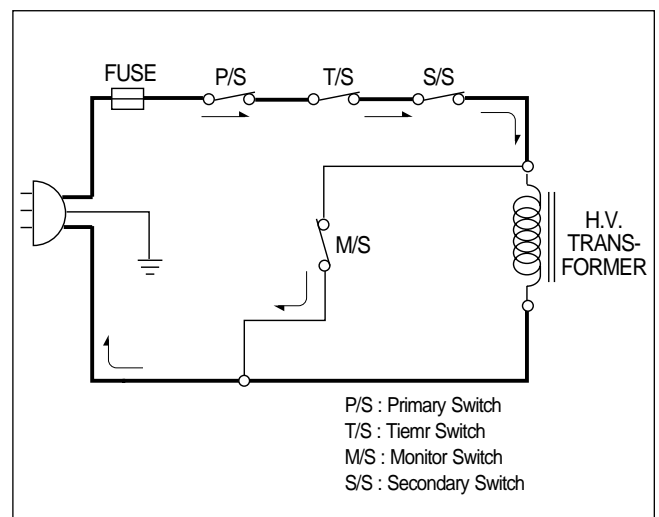 FUSE P/S T/S S/S
M/S
H.V.
TRANS-
FORMER
P/S : Primary Switch
T/S : Tiemr Switch
M/S : Monitor Switch
S/S : Secondary Switch